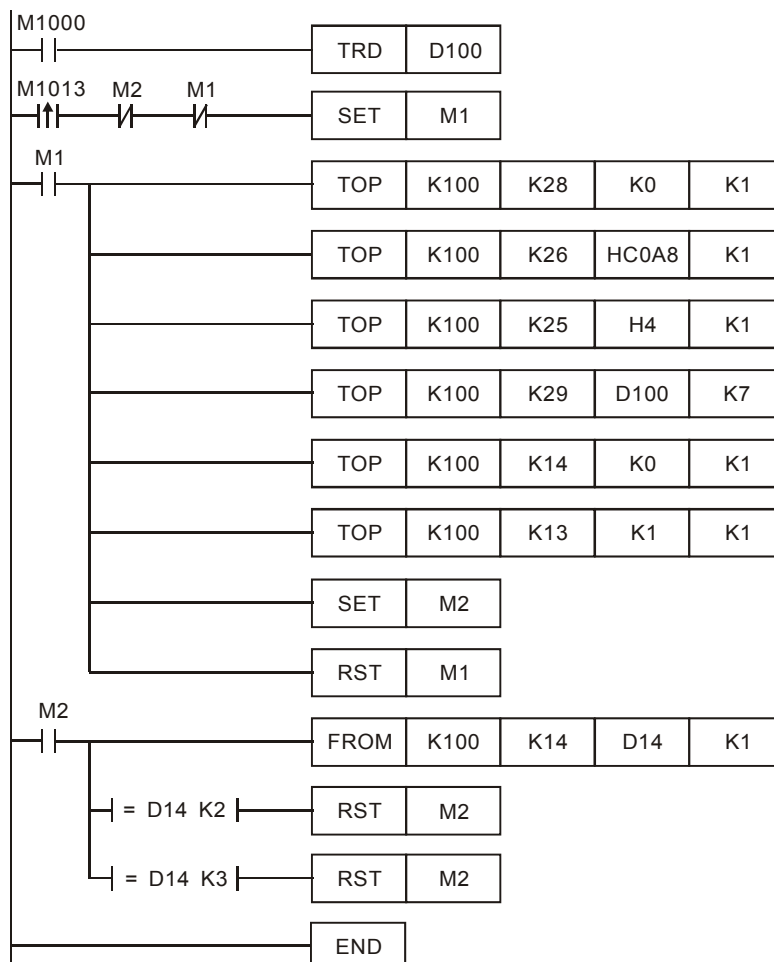 M1000
TRD D100
M1013 M2 M1
SET M1
M1
TOP K100 K28 K0 K1
TOP K100 K26 HC0A8 K1
TOP K100 K25 H4 K1
TOP K100 K29 D100 K7
TOP K100 K14 K0 K1
TOP K100 K13 K1 K1
SET M2
RST M1
M2
FROM K100 K14 D14 K1
= D14 K2 RST M2
= D14 K3 RST M2
END